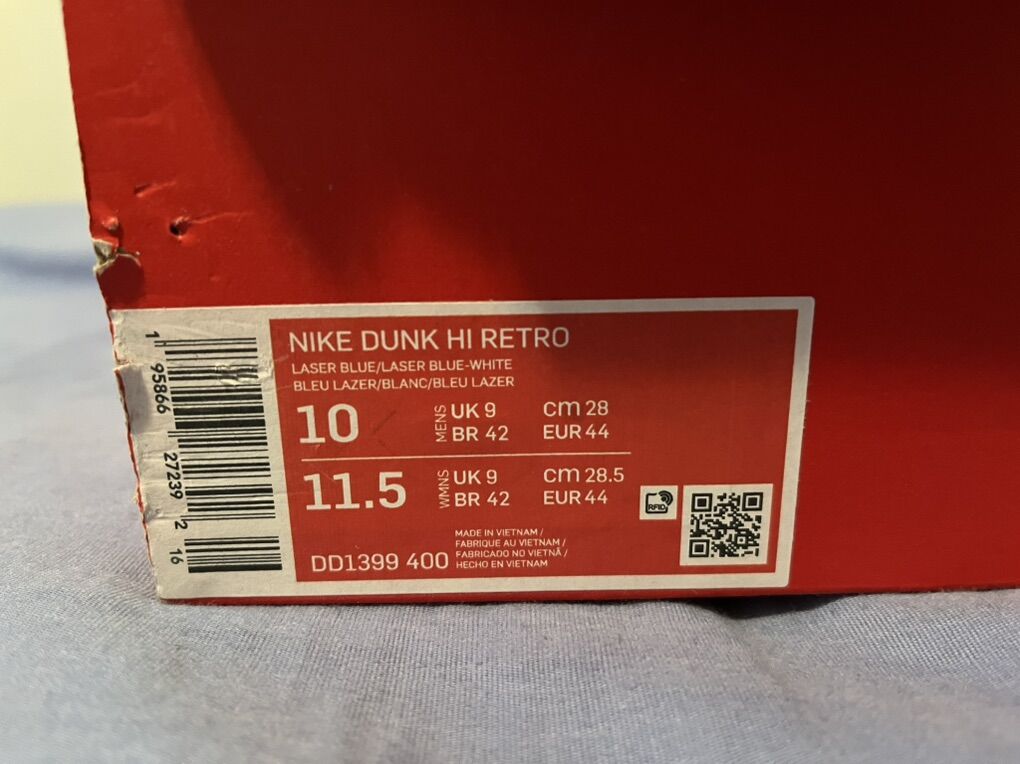 NIKE DUNK HI RETRO
LASER BLUE/LASER BLUE-WHITE
BLEU LAZER/BLANC/BLEU LAZER
10 MENS UK 9 cm 28
BR 42 EUR 44
11.5 WMNS UK 9 cm 28.5
BR 42 EUR 44
RFID
DD1399 400
MADE IN VIETNAM /
FABRIQUE AU VIETNAM /
FABRICADO NO VIETNÃ /
HECHO EN VIETNAM
1 95866 27239 2 16